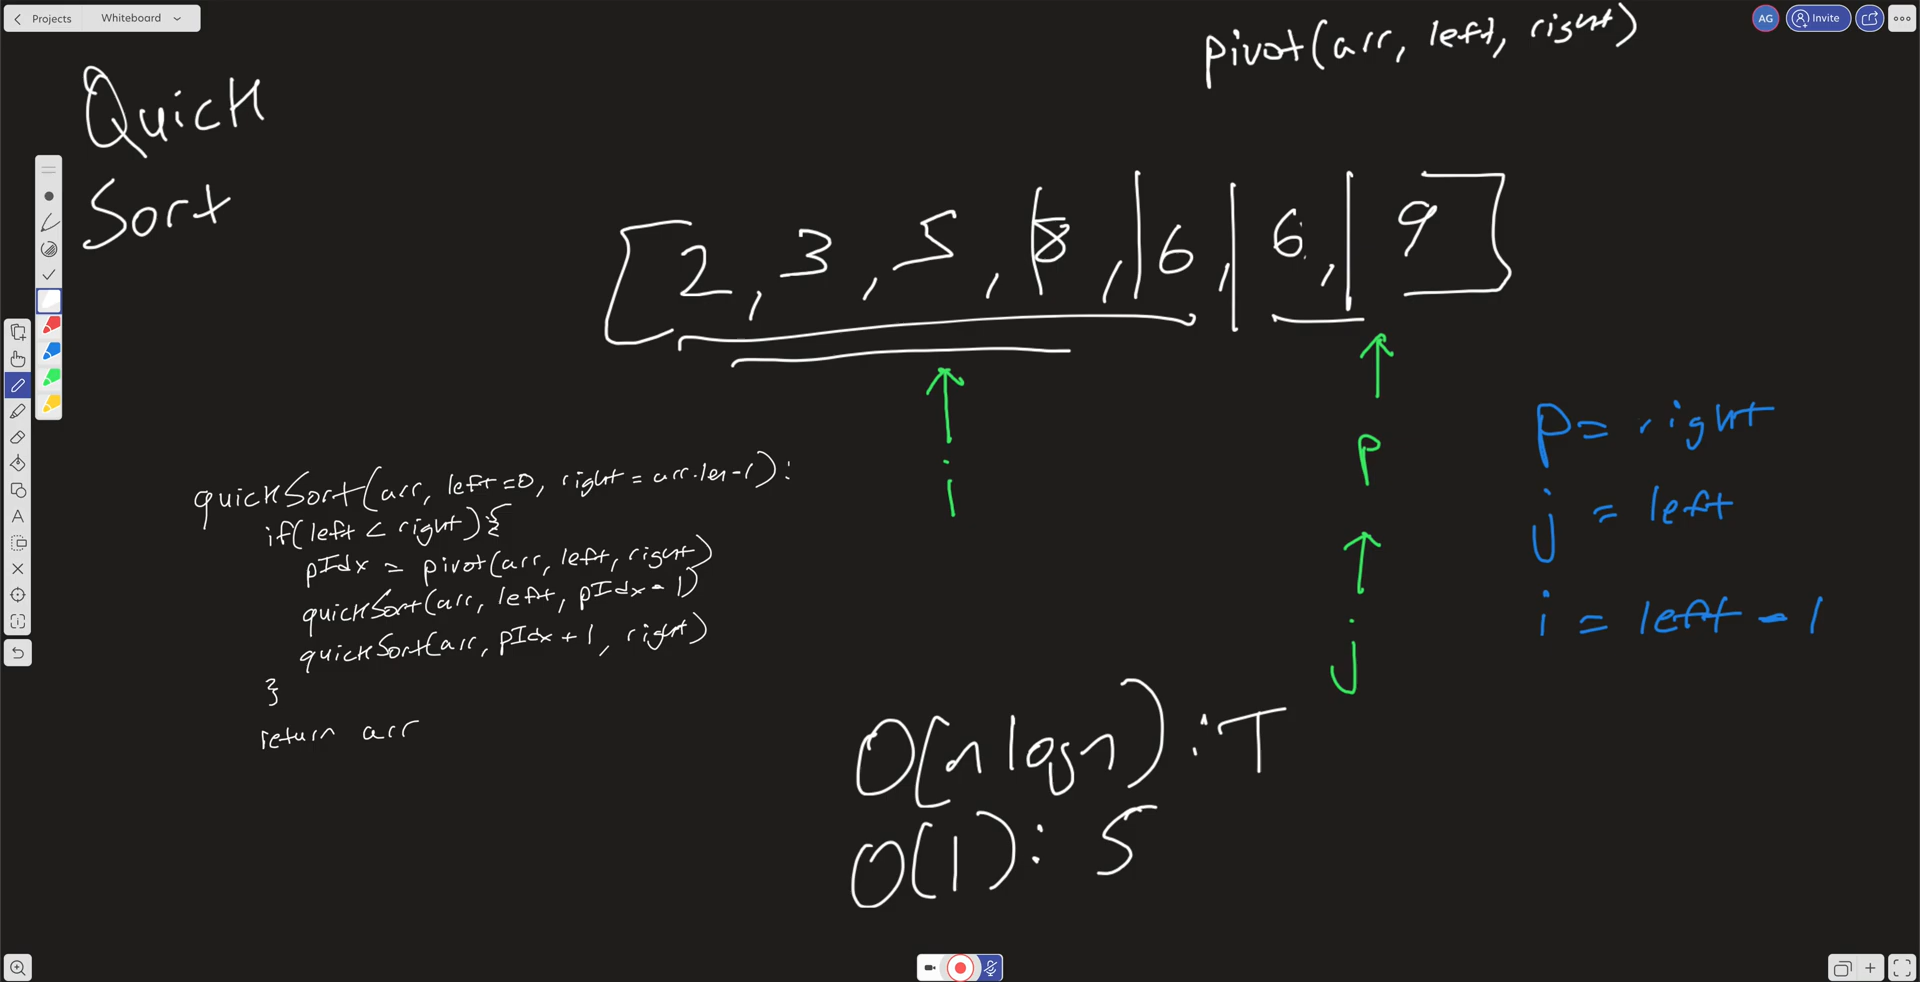 Projects
Whiteboard
AG
Invite
pivot(arr, left, right)
Quick
Sort
[2, 3, 5, 8, 6, 6, 9]
i
p
j
p = right
j = left
i = left - 1
quickSort(arr, left=0, right = arr.len-1):
if(left < right){
pIdx = pivot(arr, left, right)
quickSort(arr, left, pIdx - 1)
quickSort(arr, pIdx + 1, right)
}
return arr
O(n log n) : T
O(1) : S